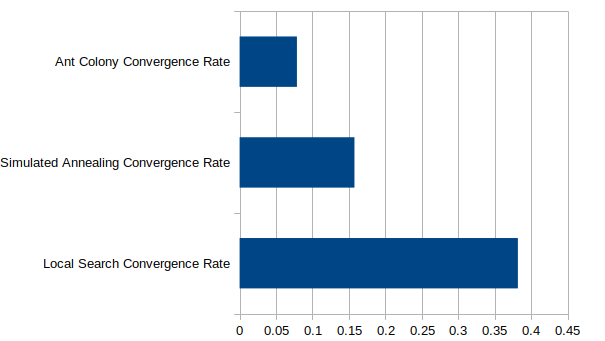 Ant Colony Convergence Rate
Simulated Annealing Convergence Rate
Local Search Convergence Rate
0 0.05 0.1 0.15 0.2 0.25 0.3 0.35 0.4 0.45